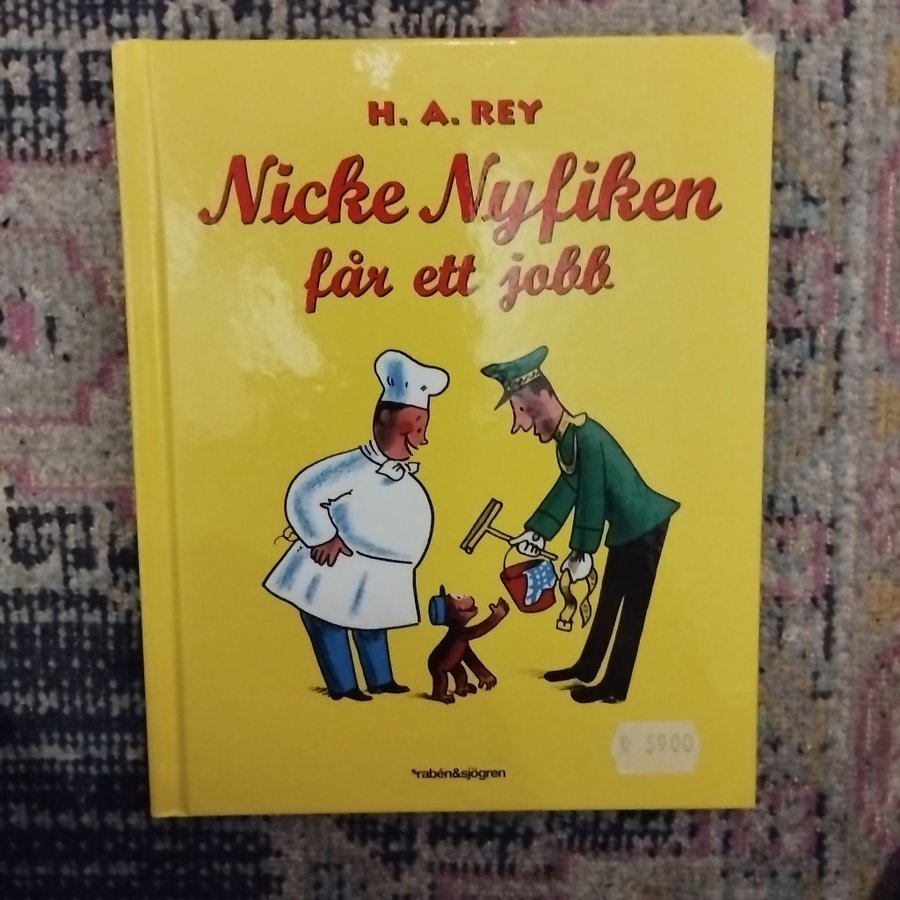 H. A. REY
Nicke Nyfiken
får ett jobb
rabén&sjögren